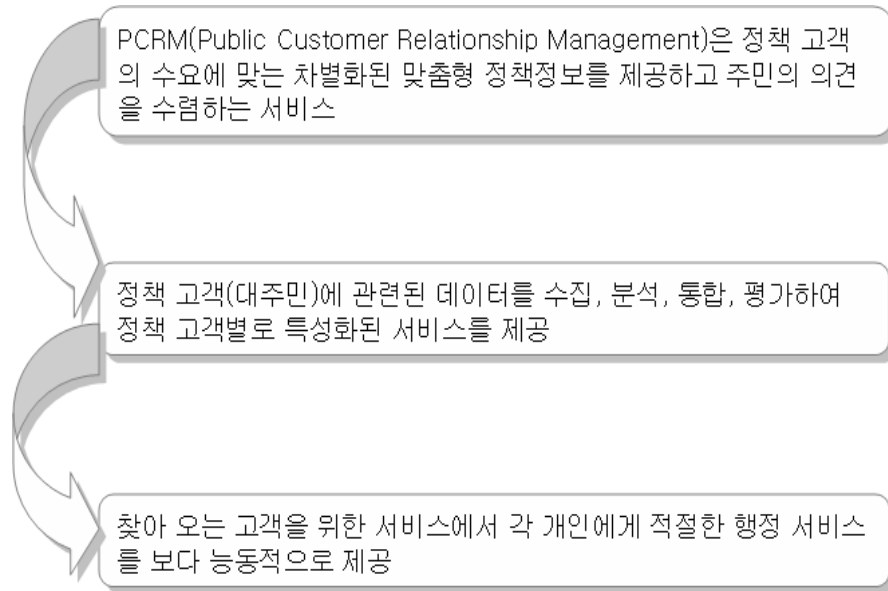 PCRM(Public Customer Relationship Management)은 정책 고객
의 수요에 맞는 차별화된 맞춤형 정책정보를 제공하고 주민의 의견
을 수렴하는 서비스
정책 고객(대주민)에 관련된 데이터를 수집, 분석, 통합, 평가하여
정책 고객별로 특성화된 서비스를 제공
찾아 오는 고객을 위한 서비스에서 각 개인에게 적절한 행정 서비스
를 보다 능동적으로 제공